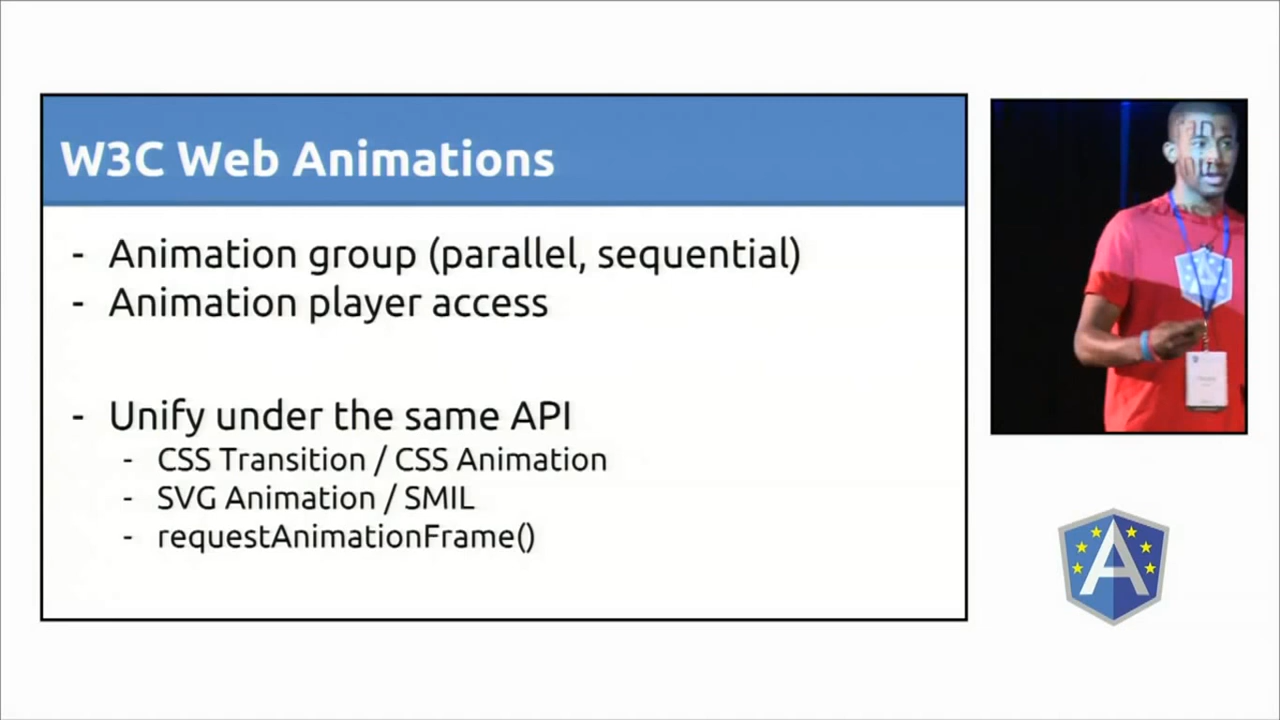 W3C Web Animations
- Animation group (parallel, sequential)
- Animation player access
- Unify under the same API
- CSS Transition / CSS Animation
- SVG Animation / SMIL
- requestAnimationFrame()
A